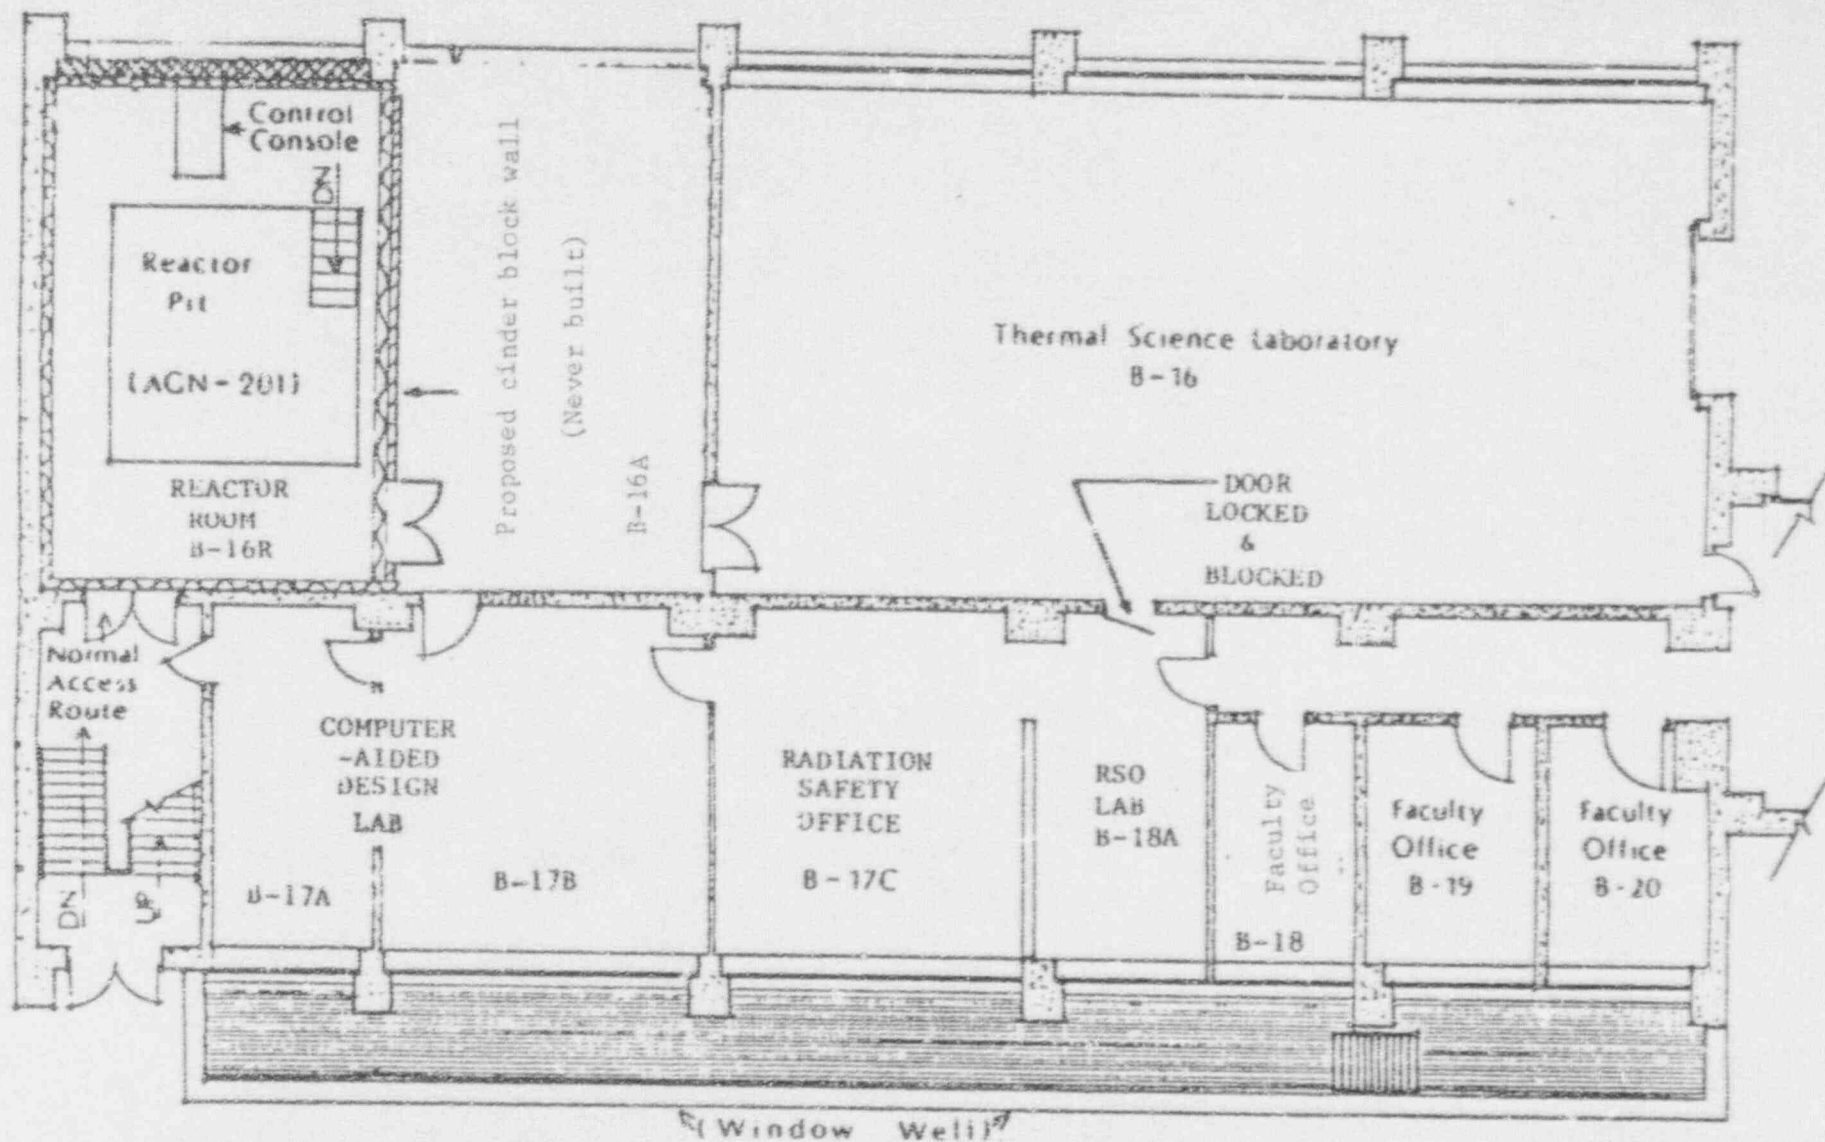 Control
Console
DN
Reactor
Pit
(AGN-201)
REACTOR
ROOM
B-16R
Proposed cinder block wall
(Never built)
B-16A
Thermal Science Laboratory
B-16
DOOR
LOCKED
&
BLOCKED
Normal
Access
Route
DN
UP
COMPUTER
-AIDED
DESIGN
LAB
B-17A
B-17B
RADIATION
SAFETY
OFFICE
B-17C
RSO
LAB
B-18A
Faculty
Office
B-18
Faculty
Office
B-19
Faculty
Office
B-20
(Window Well)